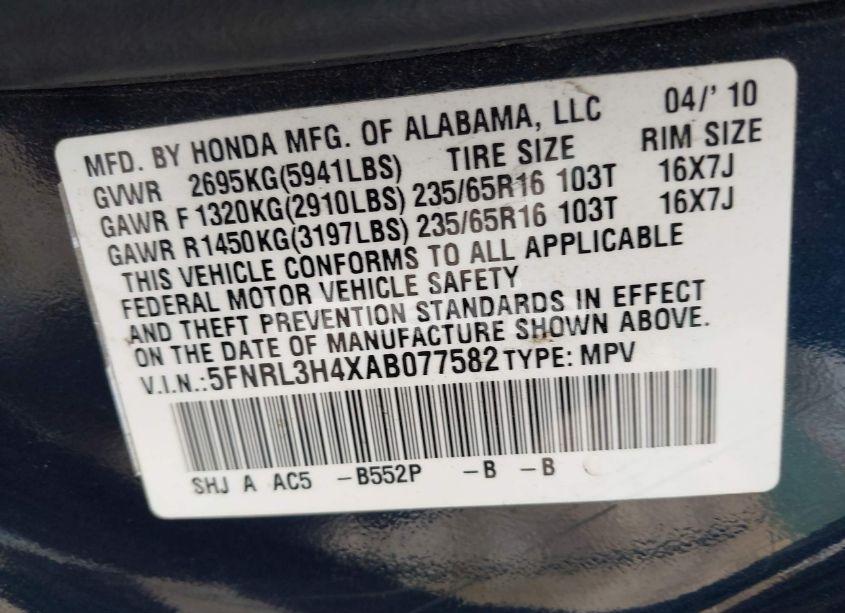 MFD. BY HONDA MFG. OF ALABAMA, LLC 04/' 10
GVWR 2695KG(5941LBS) TIRE SIZE RIM SIZE
GAWR F1320KG(2910LBS) 235/65R16 103T 16X7J
GAWR R1450KG(3197LBS) 235/65R16 103T 16X7J
THIS VEHICLE CONFORMS TO ALL APPLICABLE
FEDERAL MOTOR VEHICLE SAFETY
AND THEFT PREVENTION STANDARDS IN EFFECT
ON THE DATE OF MANUFACTURE SHOWN ABOVE.
V.I.N.:5FNRL3H4XAB077582 TYPE: MPV
SHJ A AC5 -B552P -B -B